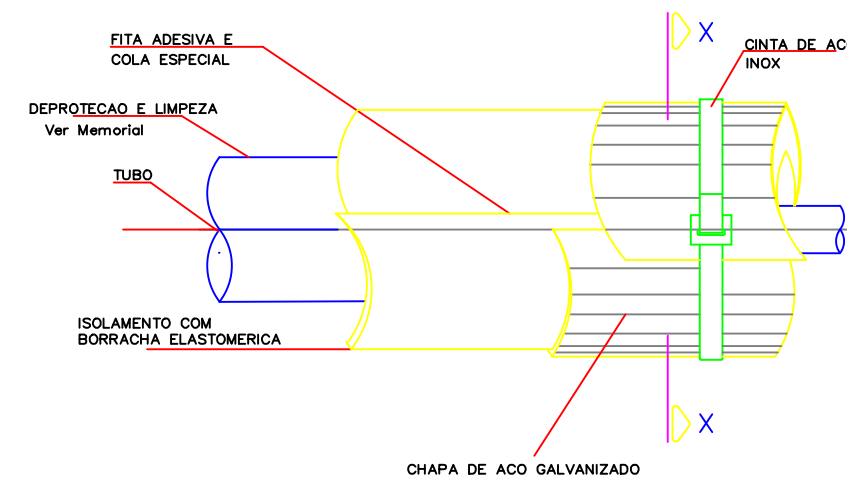 FITA ADESIVA E
COLA ESPECIAL
X
CINTA DE AC
INOX
DEPROTECAO E LIMPEZA
Ver Memorial
TUBO
ISOLAMENTO COM
BORRACHA ELASTOMERICA
X
CHAPA DE ACO GALVANIZADO